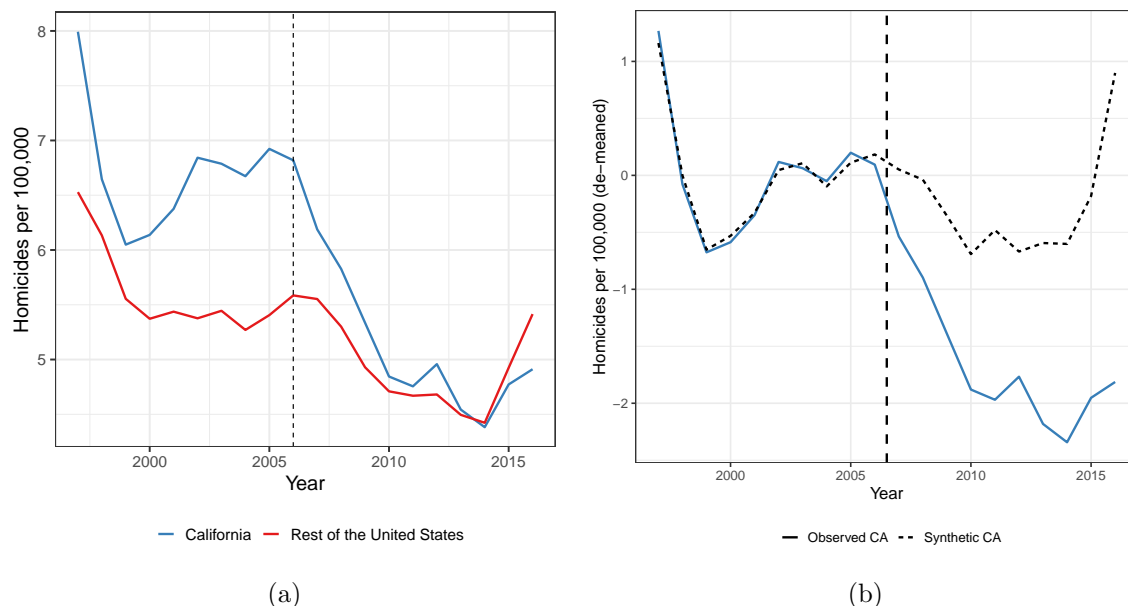 8
7
6
5
Homicides per 100,000
2000 2005 2010 2015
Year
California Rest of the United States
(a)
1
0
−1
−2
Homicides per 100,000 (de−meaned)
2000 2005 2010 2015
Year
Observed CA Synthetic CA
(b)